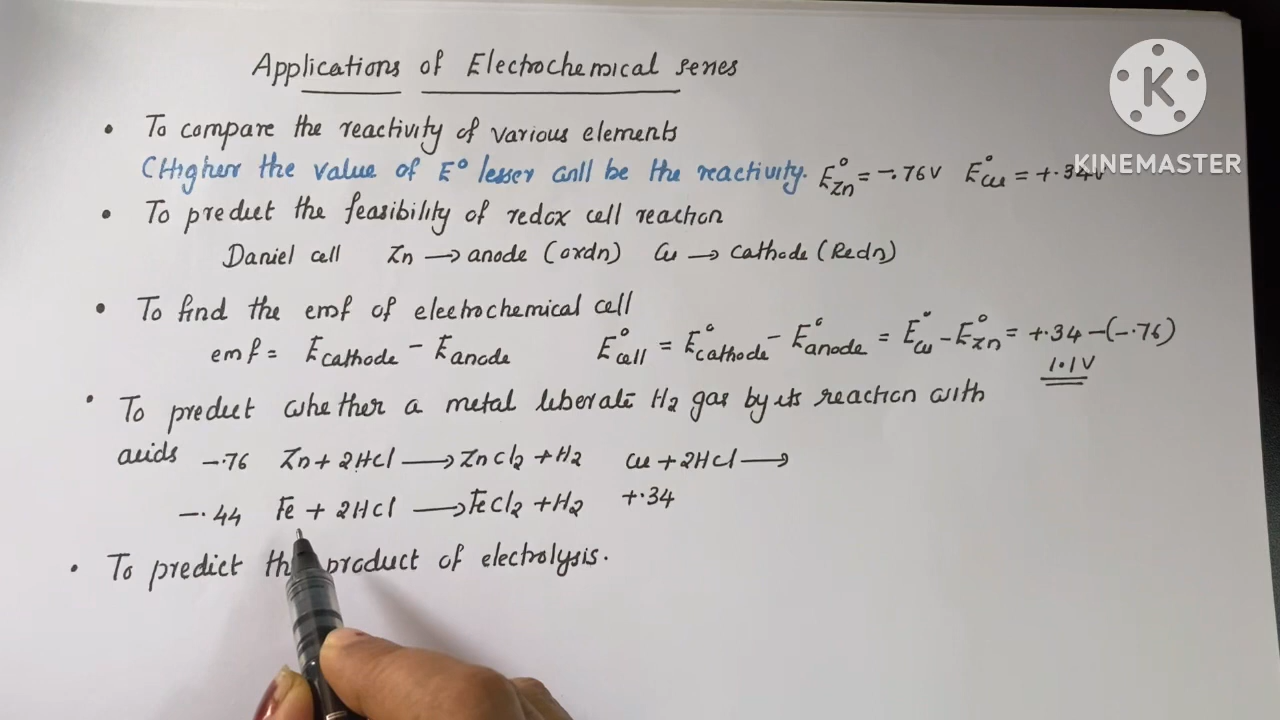 Applications of Electrochemical series
• To compare the reactivity of various elements
(Higher the value of E° lesser will be the reactivity. E°Zn = -.76V E°Cu = +.34V
• To predict the feasibility of redox cell reaction
Daniel cell Zn → anode (oxdn) Cu → cathode (Redn)
• To find the emf of electrochemical cell
emf = Ecathode - Eanode E°cell = E°cathode - E°anode = E°Cu - E°Zn = +.34-(-.76)
1.1V
• To predict whether a metal liberate H2 gas by its reaction with
acids -.76 Zn + 2HCl → ZnCl2 + H2 Cu + 2HCl →
-.44 Fe + 2HCl → FeCl2 + H2 +.34
• To predict th product of electrolysis.
K
KINEMASTER